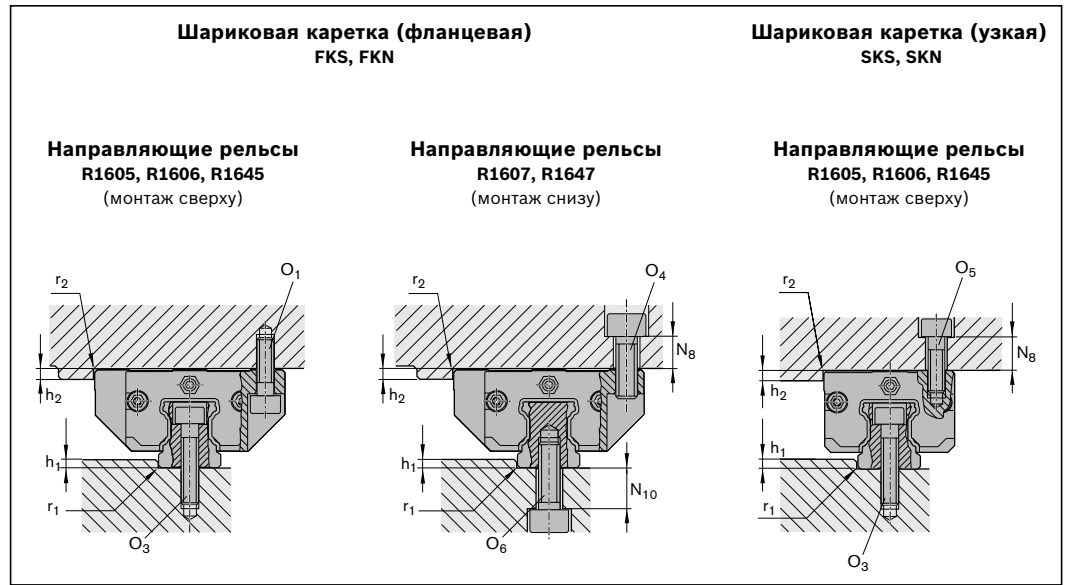 Шариковая каретка (фланцевая)
FKS, FKN
Шариковая каретка (узкая)
SKS, SKN
Направляющие рельсы
R1605, R1606, R1645
(монтаж сверху)
Направляющие рельсы
R1607, R1647
(монтаж снизу)
Направляющие рельсы
R1605, R1606, R1645
(монтаж сверху)
r2
O1
h2
h1
r1
O3
r2
O4
N8
h2
h1
r1
N10
O6
r2
O5
N8
h2
h1
r1
O3